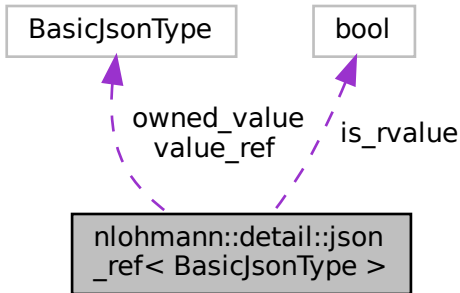 BasicJsonType
bool
owned_value
value_ref
is_rvalue
nlohmann::detail::json
_ref< BasicJsonType >